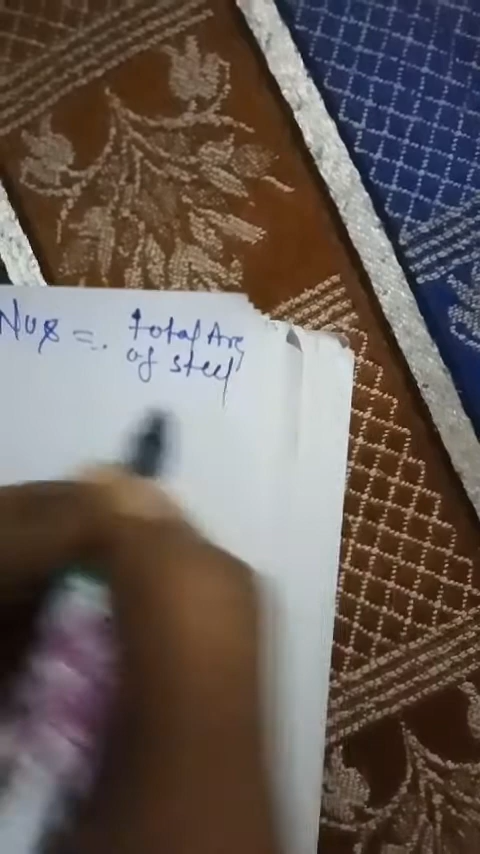 Nos = total Are
of steel